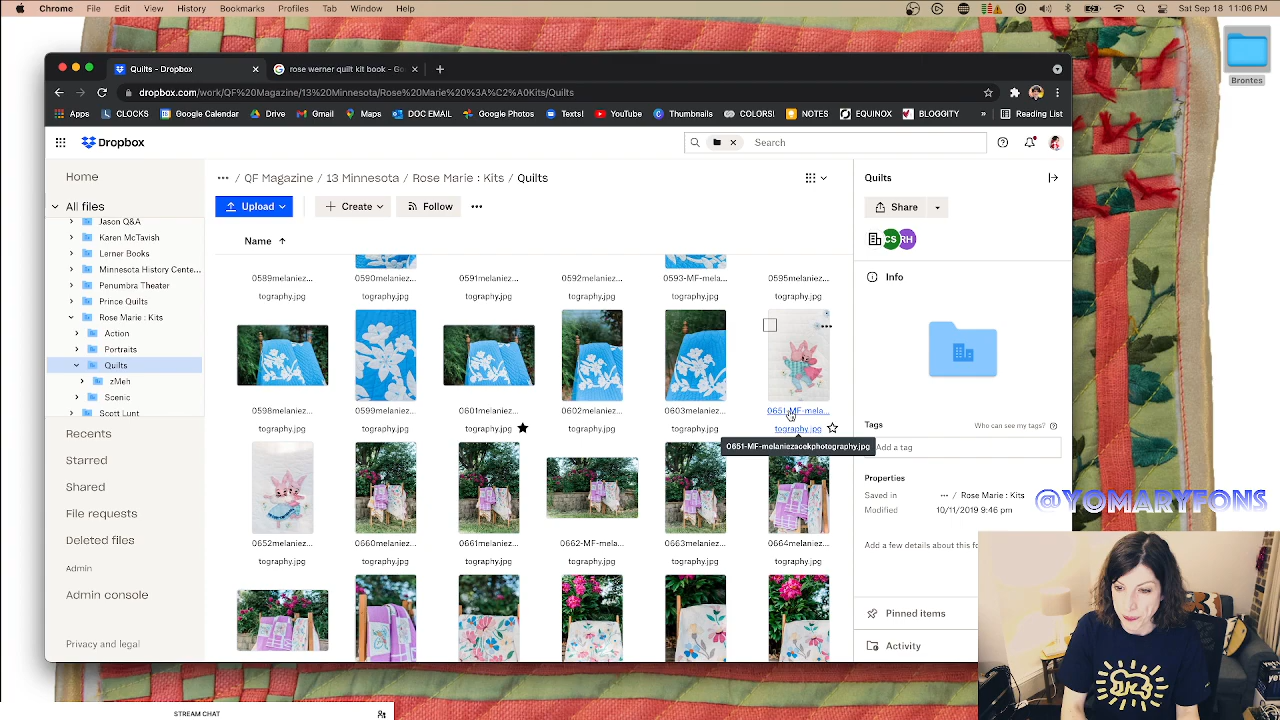 Chrome File Edit View History Bookmarks Profiles Tab Window Help
Fri Oct 1 3:06 PM
Brontes
Quilts - Dropbox
rose werner quilt kit book - Go
dropbox.com/work/QF%20Magazine/13%20Minnesota/Rose%20Marie%20%3A%C2%A0Kits/Quilts
Apps CLOCKS Google Calendar Drive Gmail Maps DOC EMAIL Google Photos Tests YouTube Thumbnails COLORS! NOTES EQUINOX BLOGGITY » Reading List
Dropbox
Search
Home
All files
Jason Q&A
Karen McTavish
Lerner Books
Minnesota History Cente...
Penumbra Theater
Prince Quilts
Rose Marie : Kits
Action
Portraits
Quilts
zMeh
Scenic
Scott Lunt
Recents
Starred
Shared
File requests
Deleted files
Admin
Admin console
Privacy and legal
... / QF Magazine / 13 Minnesota / Rose Marie : Kits / Quilts
Upload Create Follow ...
Name
0589melaniez... 0590melaniez... 0591melaniez... 0592melaniez... 0593-MF-mela... 0595melaniez...
tography.jpg tography.jpg tography.jpg tography.jpg tography.jpg tography.jpg
0598melaniez... 0599melaniez... 0601melaniez... 0602melaniez... 0603melaniez... 0651-MF-mela...
tography.jpg tography.jpg tography.jpg tography.jpg tography.jpg tography.jpg
0651-MF-melaniezacekphotography.jpg
0652melaniez... 0660melaniez... 0661melaniez... 0662-MF-mela... 0663melaniez... 0664melaniez...
tography.jpg tography.jpg tography.jpg tography.jpg tography.jpg tography.jpg
Quilts
Share
CS RH
Info
Tags Who can see my tags?
Add a tag
Properties
Saved in ... / Rose Marie : Kits
Modified 10/11/2019 9:46 pm
Add a few details about this fo
Pinned items
Activity
@YOMARYFONS
STREAM CHAT